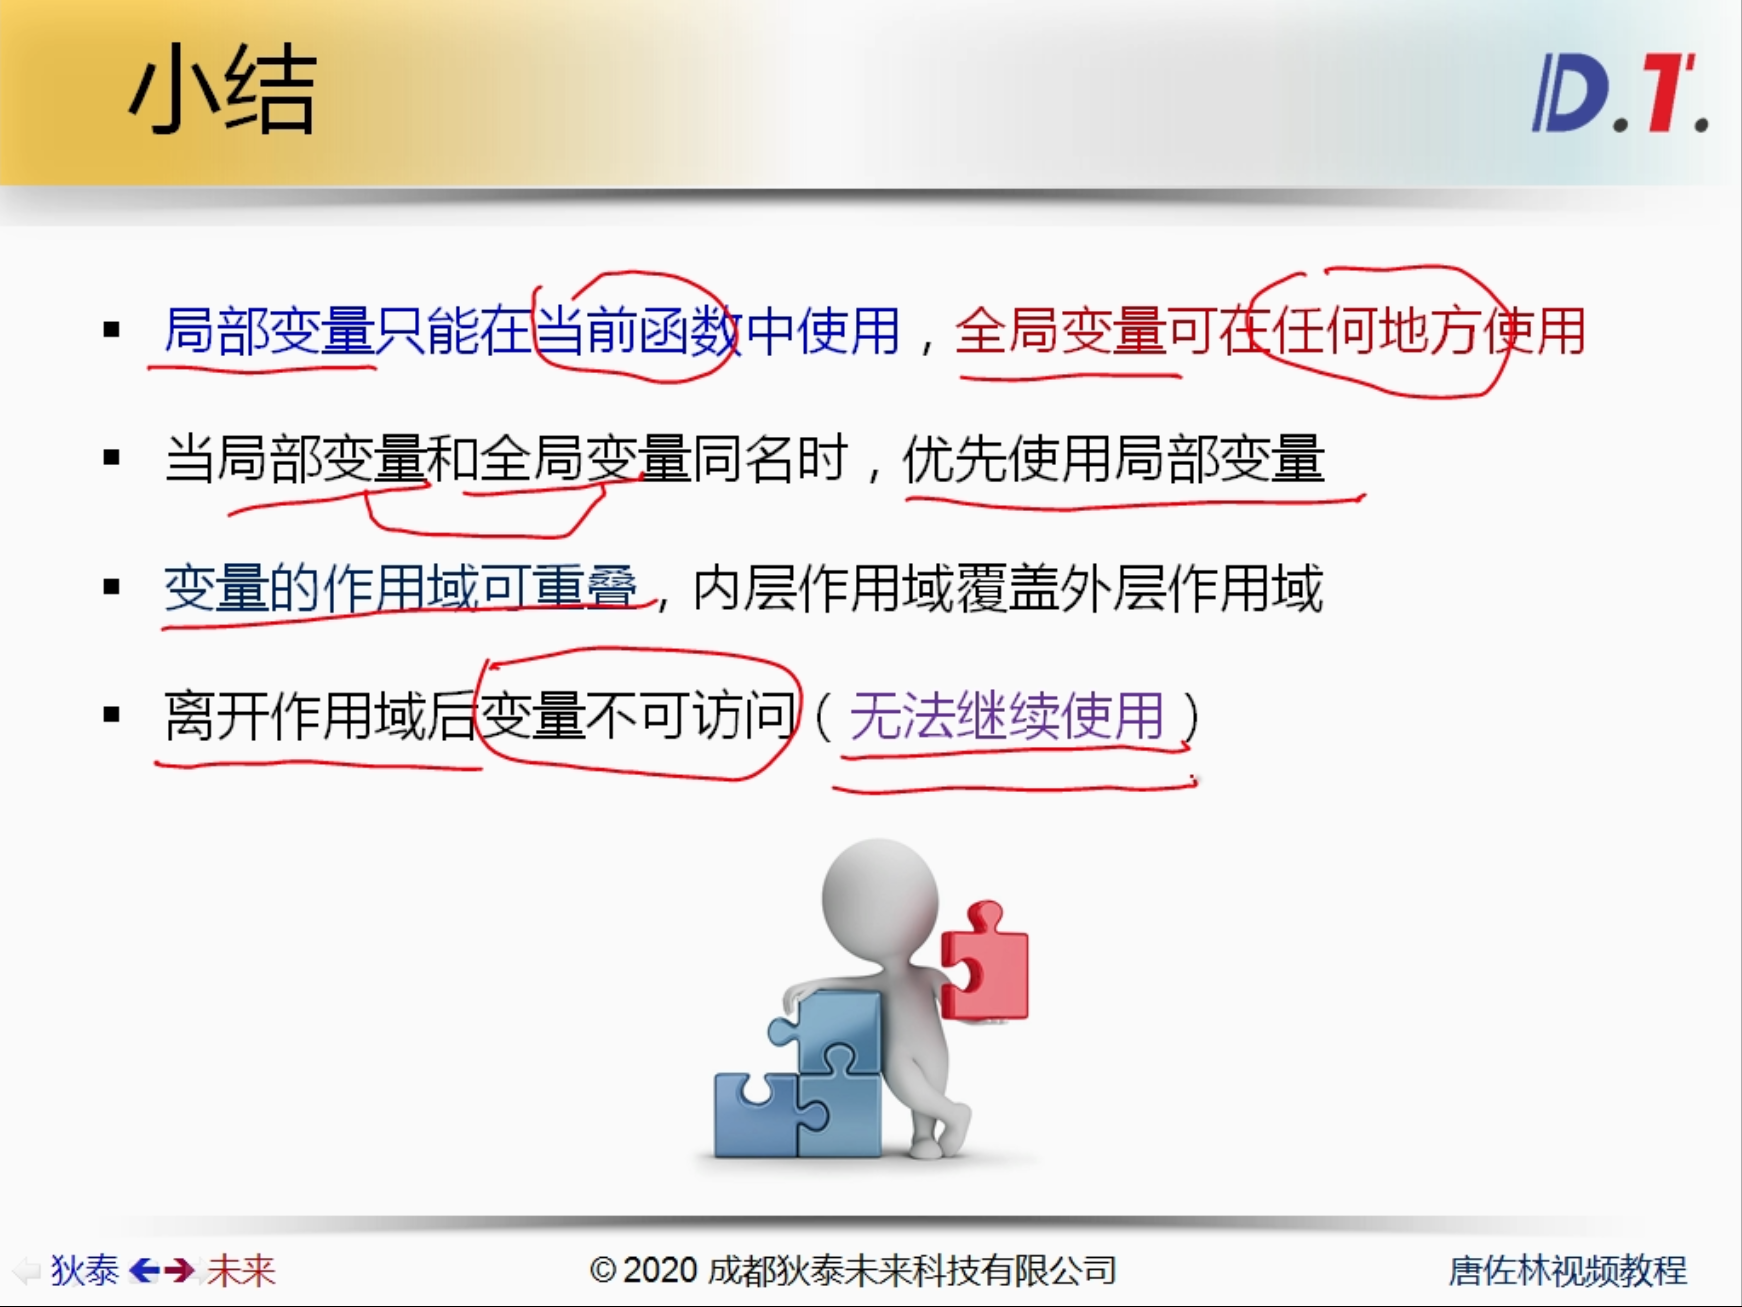 小结
D.T.
▪ 局部变量只能在当前函数中使用，全局变量可在任何地方使用
▪ 当局部变量和全局变量同名时，优先使用局部变量
▪ 变量的作用域可重叠，内层作用域覆盖外层作用域
▪ 离开作用域后变量不可访问（无法继续使用）
狄泰 未来
© 2020 成都狄泰未来科技有限公司
唐佐林视频教程